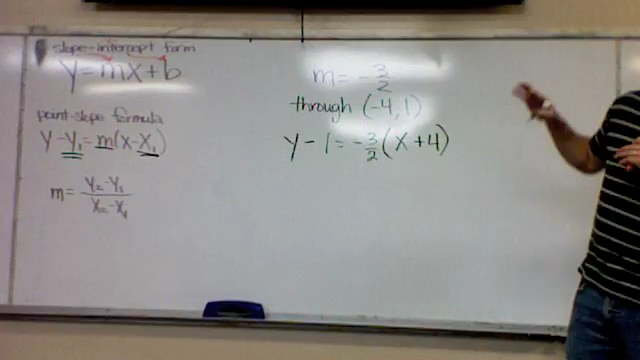 slope-intercept form
y=mx+b
point-slope formula
y-y₁=m(x-x₁)
m= y₂-y₁/x₂-x₁
m=-3/2
through (-4,1)
y-1=-3/2(x+4)